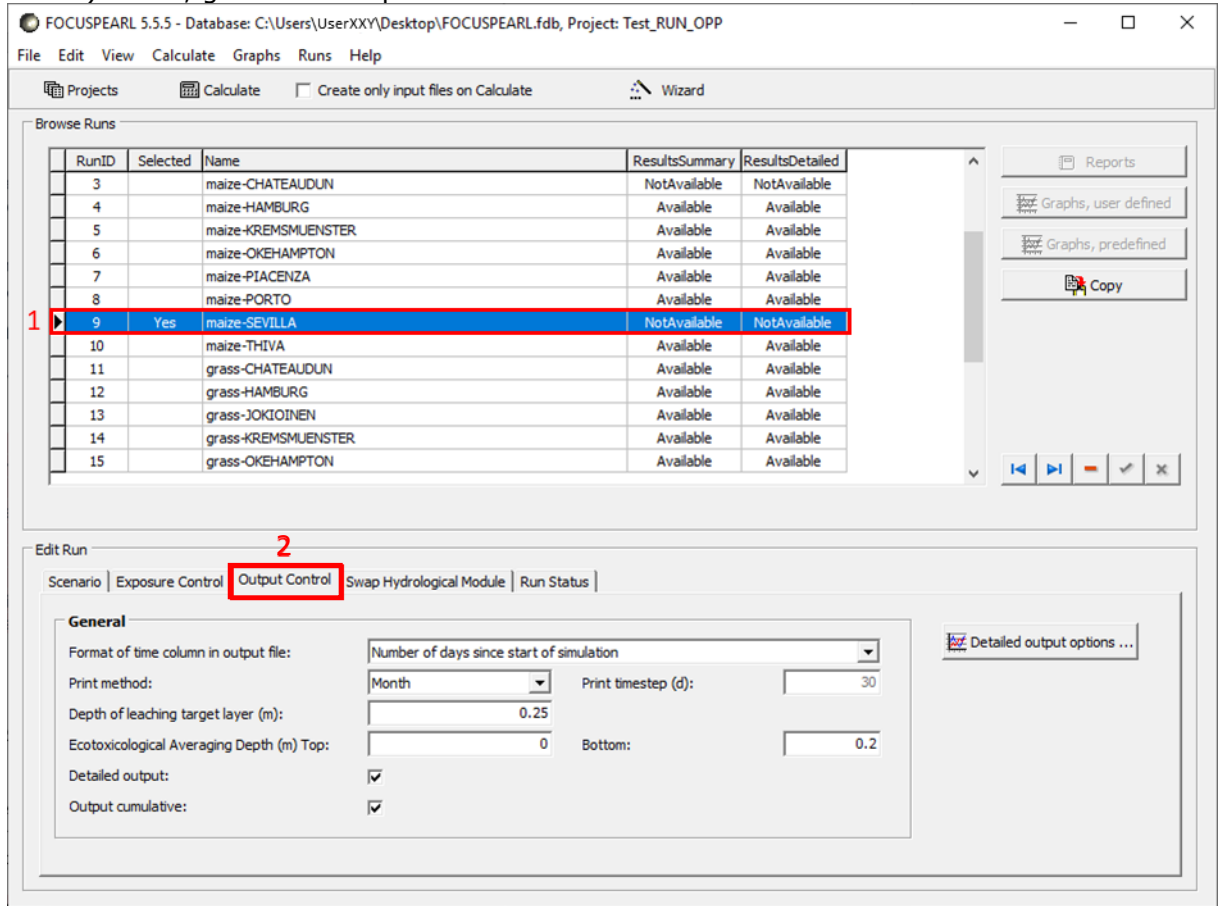 FOCUSPEARL 5.5.5 - Database: C:\Users\UserXXY\Desktop\FOCUSPEARL.fdb, Project: Test_RUN_OPP
File Edit View Calculate Graphs Runs Help
Projects Calculate Create only input files on Calculate Wizard
Browse Runs
RunID Selected Name ResultsSummary ResultsDetailed
3 maize-CHATEAUDUN NotAvailable NotAvailable
4 maize-HAMBURG Available Available
5 maize-KREMSMUENSTER Available Available
6 maize-OKEHAMPTON Available Available
7 maize-PIACENZA Available Available
8 maize-PORTO Available Available
1 9 Yes maize-SEVILLA NotAvailable NotAvailable
10 maize-THIVA Available Available
11 grass-CHATEAUDUN Available Available
12 grass-HAMBURG Available Available
13 grass-JOKIOINEN Available Available
14 grass-KREMSMUENSTER Available Available
15 grass-OKEHAMPTON Available Available
Reports
Graphs, user defined
Graphs, predefined
Copy
Edit Run
2
Scenario Exposure Control Output Control Swap Hydrological Module Run Status
General
Format of time column in output file: Number of days since start of simulation
Print method: Month Print timestep (d): 30
Depth of leaching target layer (m): 0.25
Ecotoxicological Averaging Depth (m) Top: 0 Bottom: 0.2
Detailed output:
Output cumulative:
Detailed output options ...